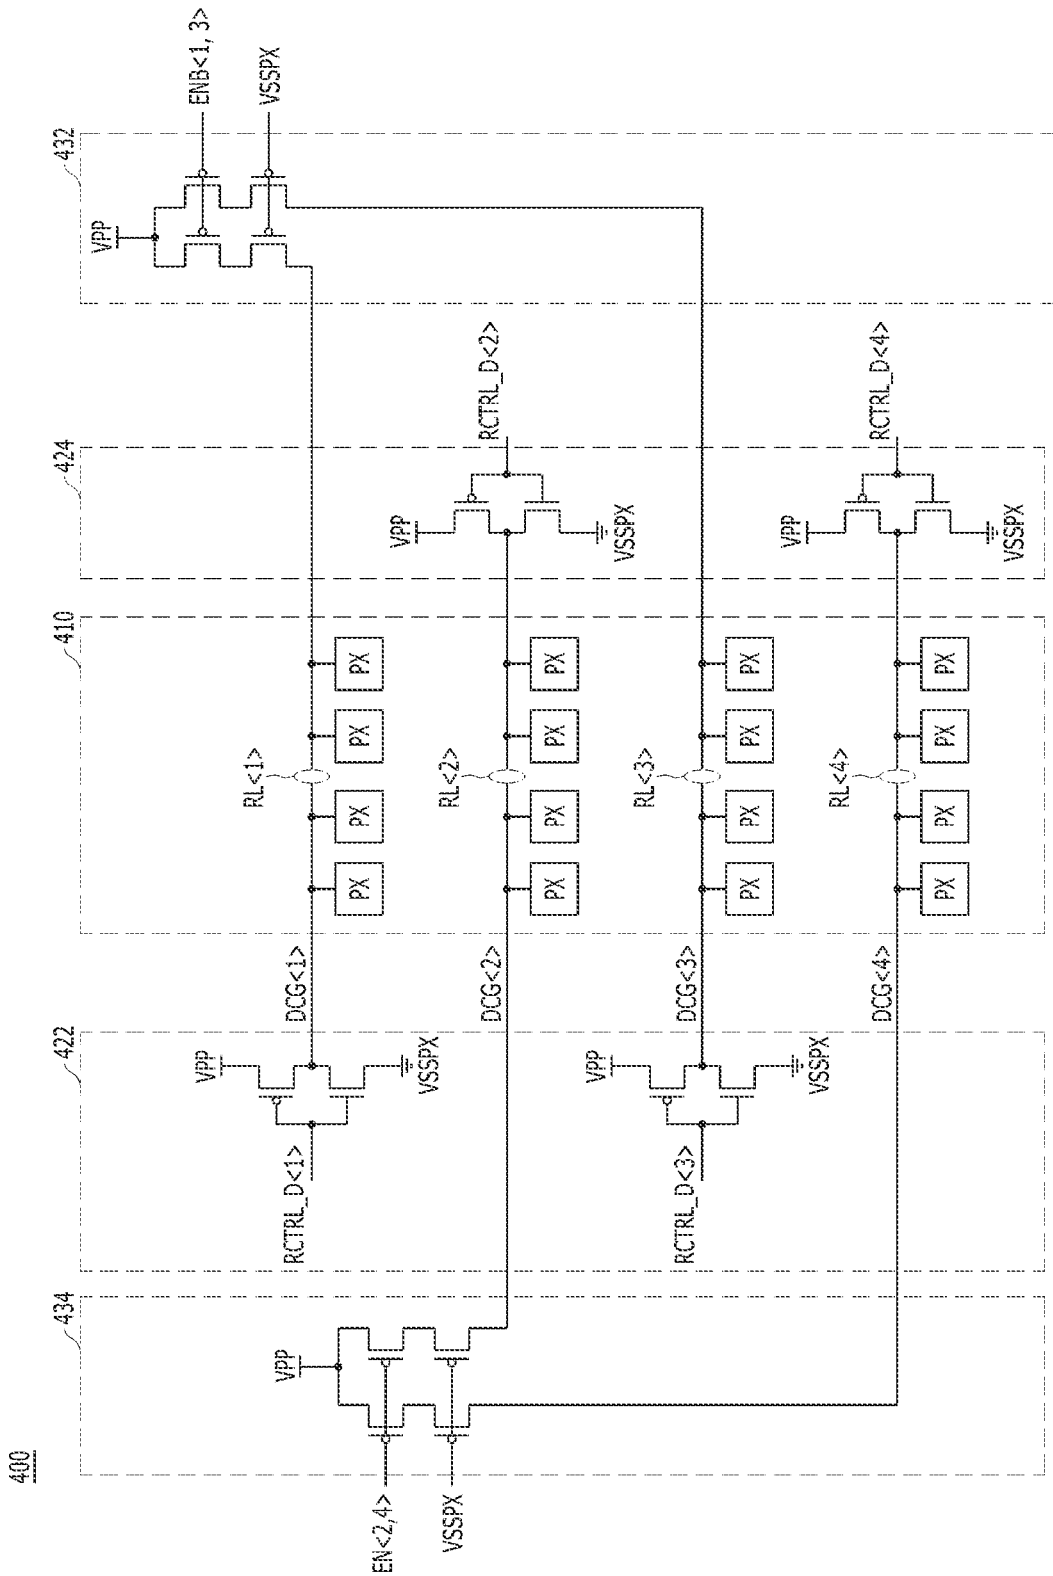 400
434
422
410
424
432
VPP
EN<2,4>
VSSPX
VPP
RCTRL_D<1>
VSSPX
DCG<1>
RL<1>
PX PX PX PX
VPP
ENB<1, 3>
VSSPX
DCG<2>
RL<2>
PX PX PX PX
VPP
RCTRL_D<2>
VSSPX
VPP
RCTRL_D<3>
VSSPX
DCG<3>
RL<3>
PX PX PX PX
DCG<4>
RL<4>
PX PX PX PX
VPP
RCTRL_D<4>
VSSPX